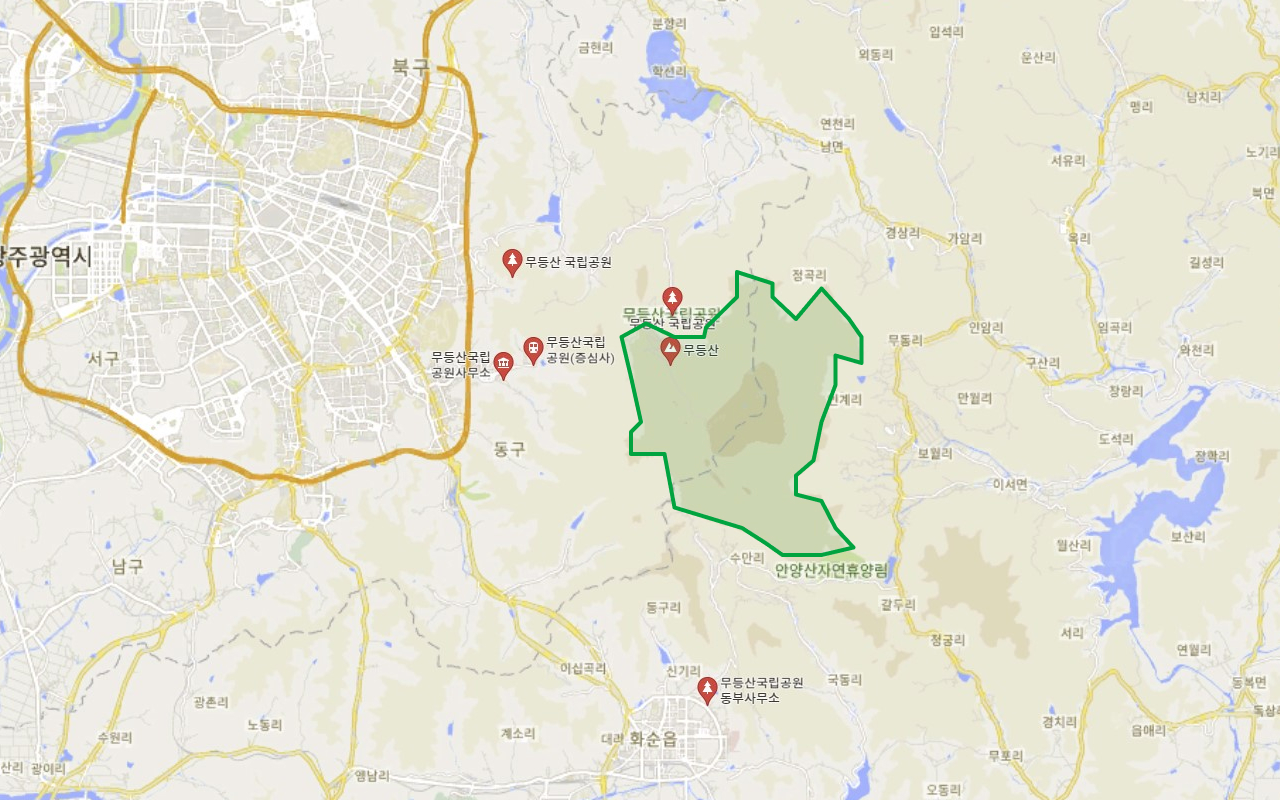 분향리
금현리
입석리
외동리
운산리
북구
학선리
남치리
명리
연천리
남면
서유리
노기리
북면
경상리
가암리
옥리
광주광역시
무등산 국립공원
길성리
정곡리
무등산국립공원
무등산 국립공원
안암리
임곡리
무등산국립
공원(증심사)
무등산
무동리
와천리
서구
무등산국립
공원사무소
구산리
창랑리
인계리
만월리
도석리
동구
보월리
장학리
이서면
보산리
월산리
수만리
남구
안양산자연휴양림
동구리
갈두리
서리
청궁리
연월리
이십곡리
신기리
국동리
무등산국립공원
동부사무소
동복면
광촌리
노동리
경치리
독상리
읍애리
계소리
대리
화순읍
수원리
무포리
산리
광이리
앵남리
오동리